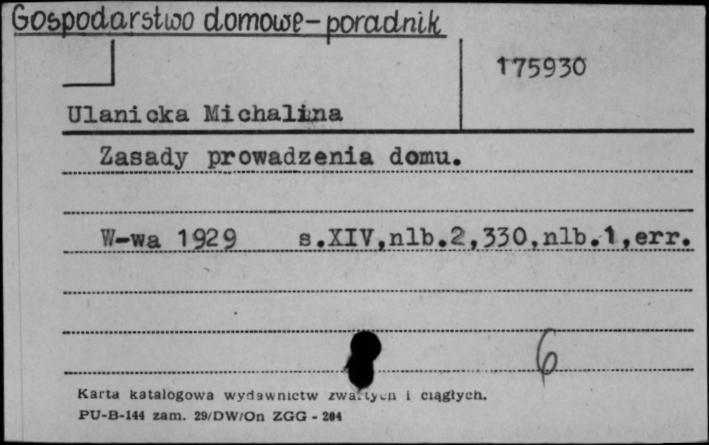 Gospodarstwo domowe-poradnik
175930
Ulanicka Michalina
Zasady prowadzenia domu.
W-wa 1929 s.XIV,nlb.2,330,nlb.1,err.
6
Karta katalogowa wydawnictw zwartych i ciągłych.
PU-B-144 zam. 29/DW/On ZGG - 204